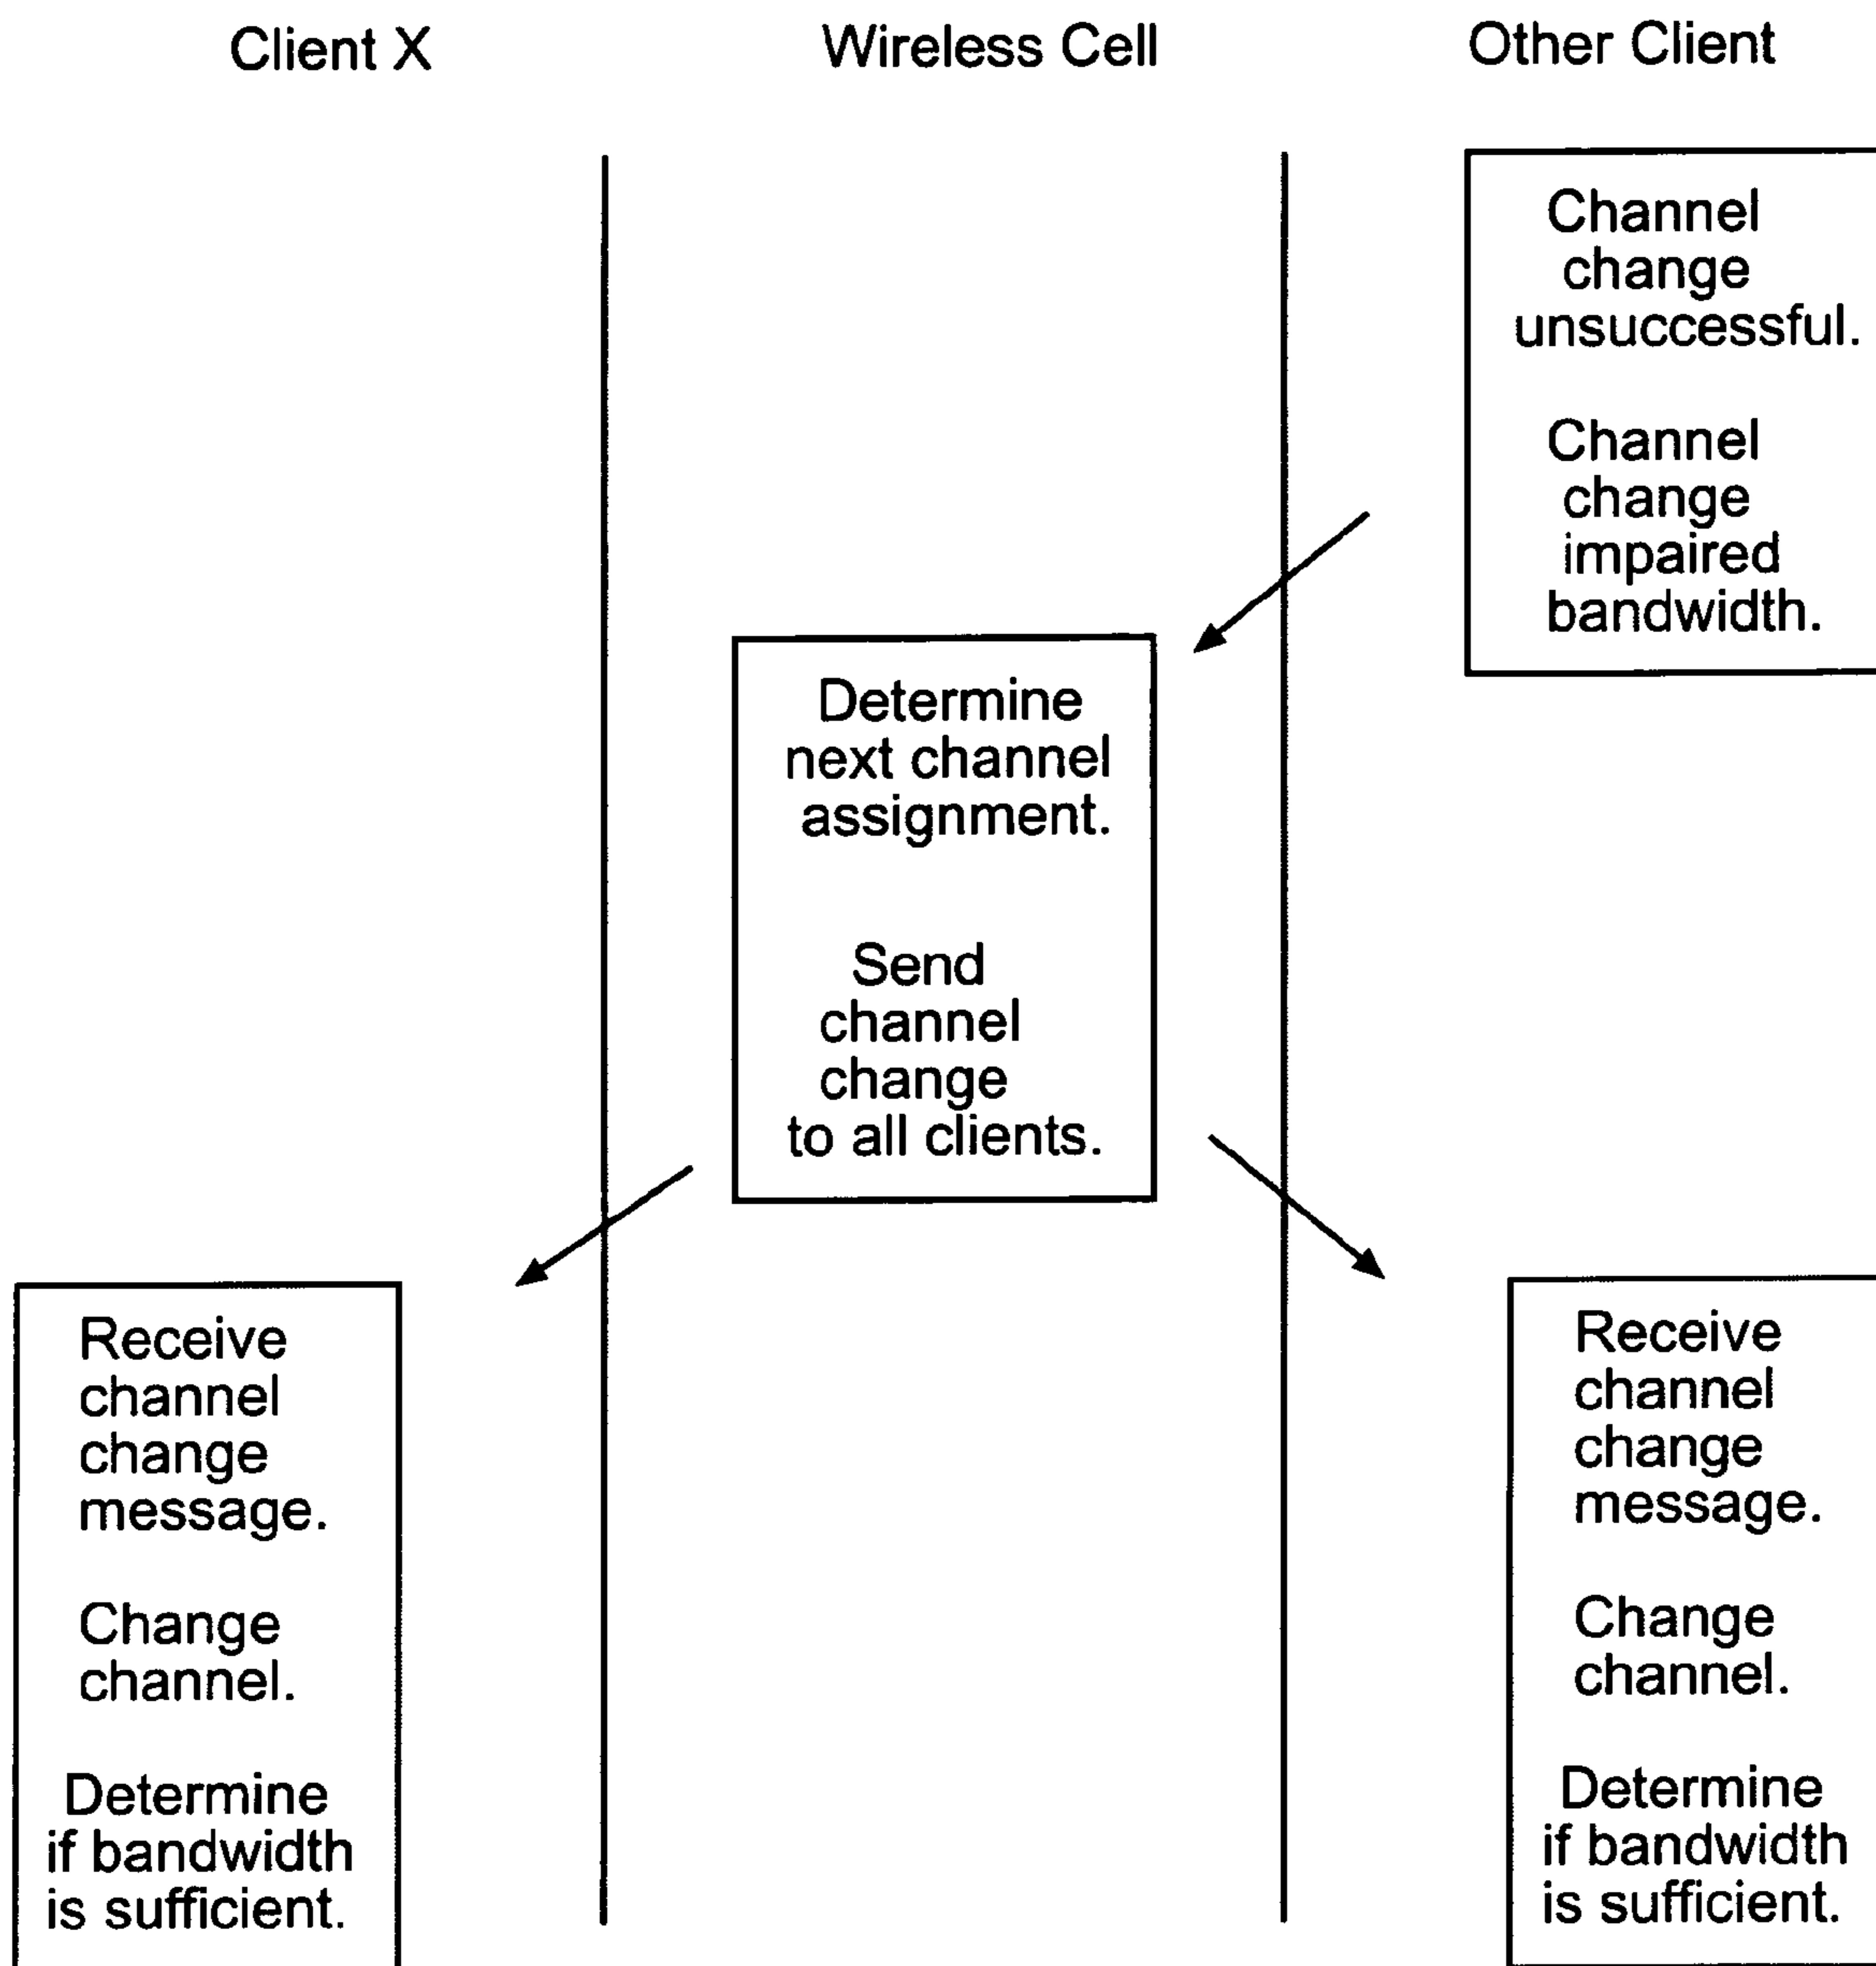 Client X
Wireless Cell
Other Client
Channel
change
unsuccessful.
Channel
change
impaired
bandwidth.
Determine
next channel
assignment.
Send
channel
change
to all clients.
Receive
channel
change
message.
Change
channel.
Determine
if bandwidth
is sufficient.
Receive
channel
change
message.
Change
channel.
Determine
if bandwidth
is sufficient.